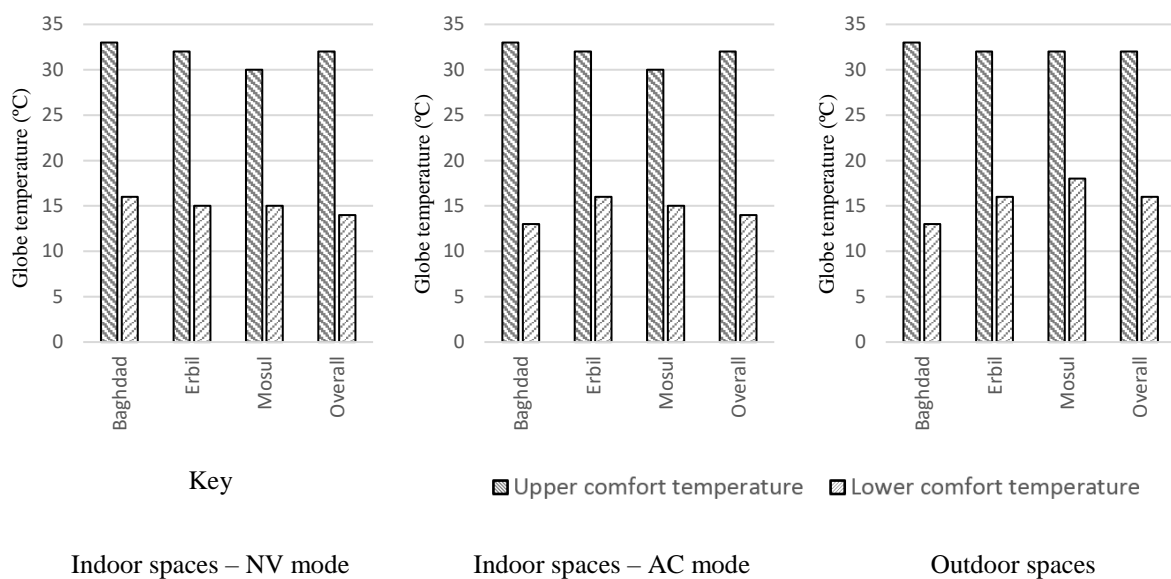 Globe temperature (ºC)
35
30
25
20
15
10
5
0
Baghdad
Erbil
Mosul
Overall
Globe temperature (ºC)
35
30
25
20
15
10
5
0
Baghdad
Erbil
Mosul
Overall
Globe temperature (ºC)
35
30
25
20
15
10
5
0
Baghdad
Erbil
Mosul
Overall
Key
Upper comfort temperature
Lower comfort temperature
Indoor spaces – NV mode
Indoor spaces – AC mode
Outdoor spaces